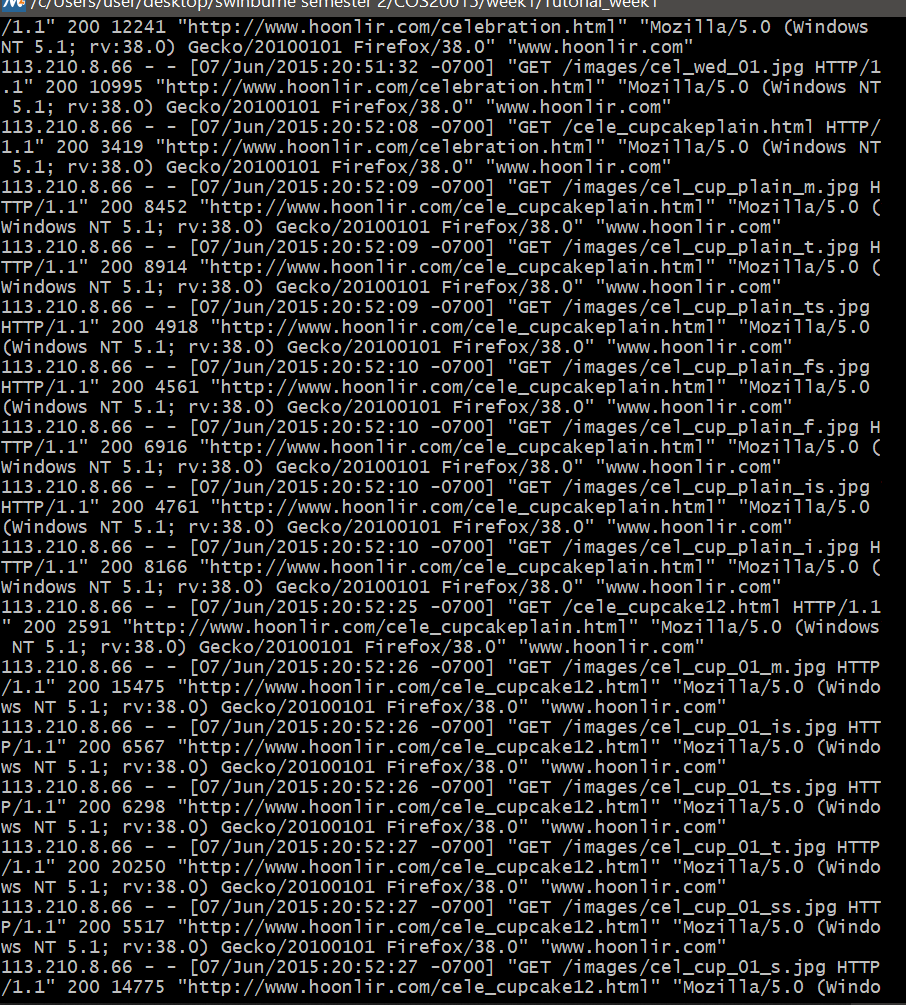 /c/Users/user/desktop/swinburne semester 2/COS20015/week1/Tutorial_week1
/1.1" 200 12241 "http://www.hoonlir.com/celebration.html" "Mozilla/5.0 (Windows
NT 5.1; rv:38.0) Gecko/20100101 Firefox/38.0" "www.hoonlir.com"
113.210.8.66 - - [07/Jun/2015:20:51:32 -0700] "GET /images/cel_wed_01.jpg HTTP/1
.1" 200 10995 "http://www.hoonlir.com/celebration.html" "Mozilla/5.0 (Windows NT
5.1; rv:38.0) Gecko/20100101 Firefox/38.0" "www.hoonlir.com"
113.210.8.66 - - [07/Jun/2015:20:52:08 -0700] "GET /cele_cupcakeplain.html HTTP/
1.1" 200 3419 "http://www.hoonlir.com/celebration.html" "Mozilla/5.0 (Windows NT
5.1; rv:38.0) Gecko/20100101 Firefox/38.0" "www.hoonlir.com"
113.210.8.66 - - [07/Jun/2015:20:52:09 -0700] "GET /images/cel_cup_plain_m.jpg H
TTP/1.1" 200 8452 "http://www.hoonlir.com/cele_cupcakeplain.html" "Mozilla/5.0 (
Windows NT 5.1; rv:38.0) Gecko/20100101 Firefox/38.0" "www.hoonlir.com"
113.210.8.66 - - [07/Jun/2015:20:52:09 -0700] "GET /images/cel_cup_plain_t.jpg H
TTP/1.1" 200 8914 "http://www.hoonlir.com/cele_cupcakeplain.html" "Mozilla/5.0 (
Windows NT 5.1; rv:38.0) Gecko/20100101 Firefox/38.0" "www.hoonlir.com"
113.210.8.66 - - [07/Jun/2015:20:52:09 -0700] "GET /images/cel_cup_plain_ts.jpg
HTTP/1.1" 200 4918 "http://www.hoonlir.com/cele_cupcakeplain.html" "Mozilla/5.0
(Windows NT 5.1; rv:38.0) Gecko/20100101 Firefox/38.0" "www.hoonlir.com"
113.210.8.66 - - [07/Jun/2015:20:52:10 -0700] "GET /images/cel_cup_plain_fs.jpg
HTTP/1.1" 200 4561 "http://www.hoonlir.com/cele_cupcakeplain.html" "Mozilla/5.0
(Windows NT 5.1; rv:38.0) Gecko/20100101 Firefox/38.0" "www.hoonlir.com"
113.210.8.66 - - [07/Jun/2015:20:52:10 -0700] "GET /images/cel_cup_plain_f.jpg H
TTP/1.1" 200 6916 "http://www.hoonlir.com/cele_cupcakeplain.html" "Mozilla/5.0 (
Windows NT 5.1; rv:38.0) Gecko/20100101 Firefox/38.0" "www.hoonlir.com"
113.210.8.66 - - [07/Jun/2015:20:52:10 -0700] "GET /images/cel_cup_plain_is.jpg
HTTP/1.1" 200 4761 "http://www.hoonlir.com/cele_cupcakeplain.html" "Mozilla/5.0
(Windows NT 5.1; rv:38.0) Gecko/20100101 Firefox/38.0" "www.hoonlir.com"
113.210.8.66 - - [07/Jun/2015:20:52:10 -0700] "GET /images/cel_cup_plain_i.jpg H
TTP/1.1" 200 8166 "http://www.hoonlir.com/cele_cupcakeplain.html" "Mozilla/5.0 (
Windows NT 5.1; rv:38.0) Gecko/20100101 Firefox/38.0" "www.hoonlir.com"
113.210.8.66 - - [07/Jun/2015:20:52:25 -0700] "GET /cele_cupcake12.html HTTP/1.1
" 200 2591 "http://www.hoonlir.com/cele_cupcakeplain.html" "Mozilla/5.0 (Windows
NT 5.1; rv:38.0) Gecko/20100101 Firefox/38.0" "www.hoonlir.com"
113.210.8.66 - - [07/Jun/2015:20:52:26 -0700] "GET /images/cel_cup_01_m.jpg HTTP
/1.1" 200 15475 "http://www.hoonlir.com/cele_cupcake12.html" "Mozilla/5.0 (Windo
ws NT 5.1; rv:38.0) Gecko/20100101 Firefox/38.0" "www.hoonlir.com"
113.210.8.66 - - [07/Jun/2015:20:52:26 -0700] "GET /images/cel_cup_01_is.jpg HTT
P/1.1" 200 6567 "http://www.hoonlir.com/cele_cupcake12.html" "Mozilla/5.0 (Windo
ws NT 5.1; rv:38.0) Gecko/20100101 Firefox/38.0" "www.hoonlir.com"
113.210.8.66 - - [07/Jun/2015:20:52:26 -0700] "GET /images/cel_cup_01_ts.jpg HTT
P/1.1" 200 6298 "http://www.hoonlir.com/cele_cupcake12.html" "Mozilla/5.0 (Windo
ws NT 5.1; rv:38.0) Gecko/20100101 Firefox/38.0" "www.hoonlir.com"
113.210.8.66 - - [07/Jun/2015:20:52:27 -0700] "GET /images/cel_cup_01_t.jpg HTTP
/1.1" 200 20250 "http://www.hoonlir.com/cele_cupcake12.html" "Mozilla/5.0 (Windo
ws NT 5.1; rv:38.0) Gecko/20100101 Firefox/38.0" "www.hoonlir.com"
113.210.8.66 - - [07/Jun/2015:20:52:27 -0700] "GET /images/cel_cup_01_ss.jpg HTT
P/1.1" 200 5517 "http://www.hoonlir.com/cele_cupcake12.html" "Mozilla/5.0 (Windo
ws NT 5.1; rv:38.0) Gecko/20100101 Firefox/38.0" "www.hoonlir.com"
113.210.8.66 - - [07/Jun/2015:20:52:27 -0700] "GET /images/cel_cup_01_s.jpg HTTP
/1.1" 200 14775 "http://www.hoonlir.com/cele_cupcake12.html" "Mozilla/5.0 (Windo